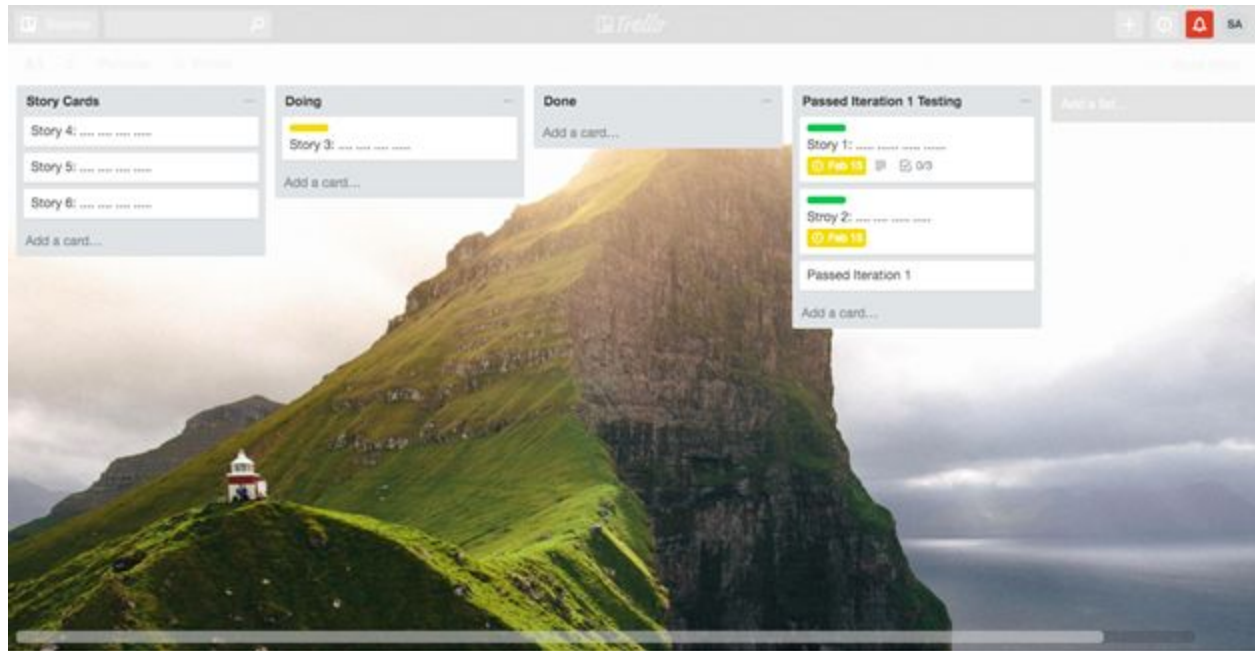 Trello
SA
Story Cards
Story 4: .... .... .... .....
Story 5: .... .... .... .....
Story 6: .... .... .... .....
Add a card...
Doing
Story 3: .... .... .... .....
Add a card...
Done
Add a card...
Passed Iteration 1 Testing
Story 1: ..... ..... ..... .....
Feb 15
0/3
Stroy 2: .... .... ..... .....
Passed Iteration 1
Add a card...
Add a list...